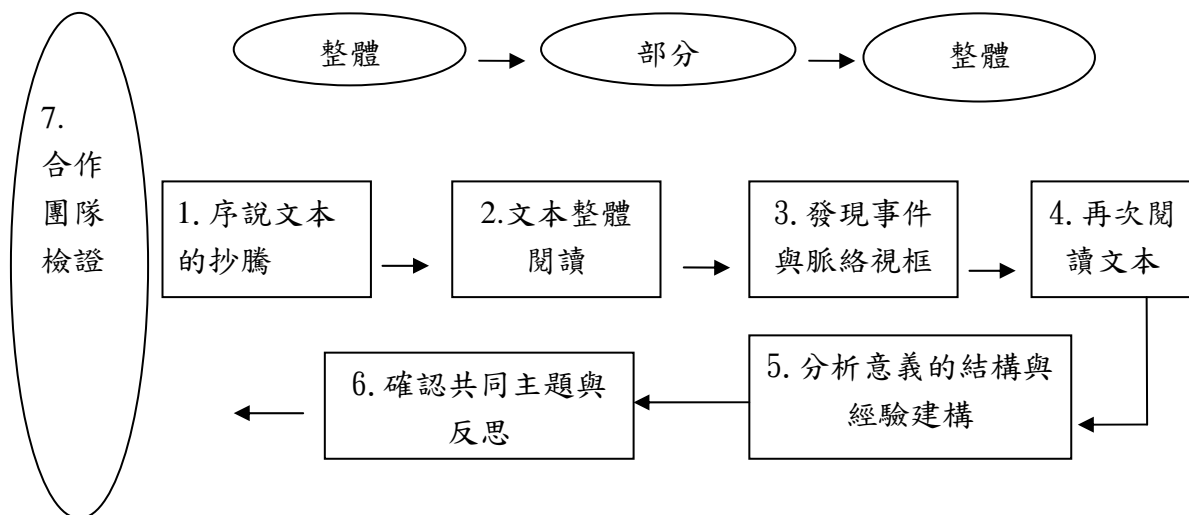 整體
部分
整體
7.
合作
團隊
檢證
1.序說文本
的抄騰
2.文本整體
閱讀
3.發現事件
與脈絡視框
4.再次閱
讀文本
5.分析意義的結構與
經驗建構
6.確認共同主題與
反思